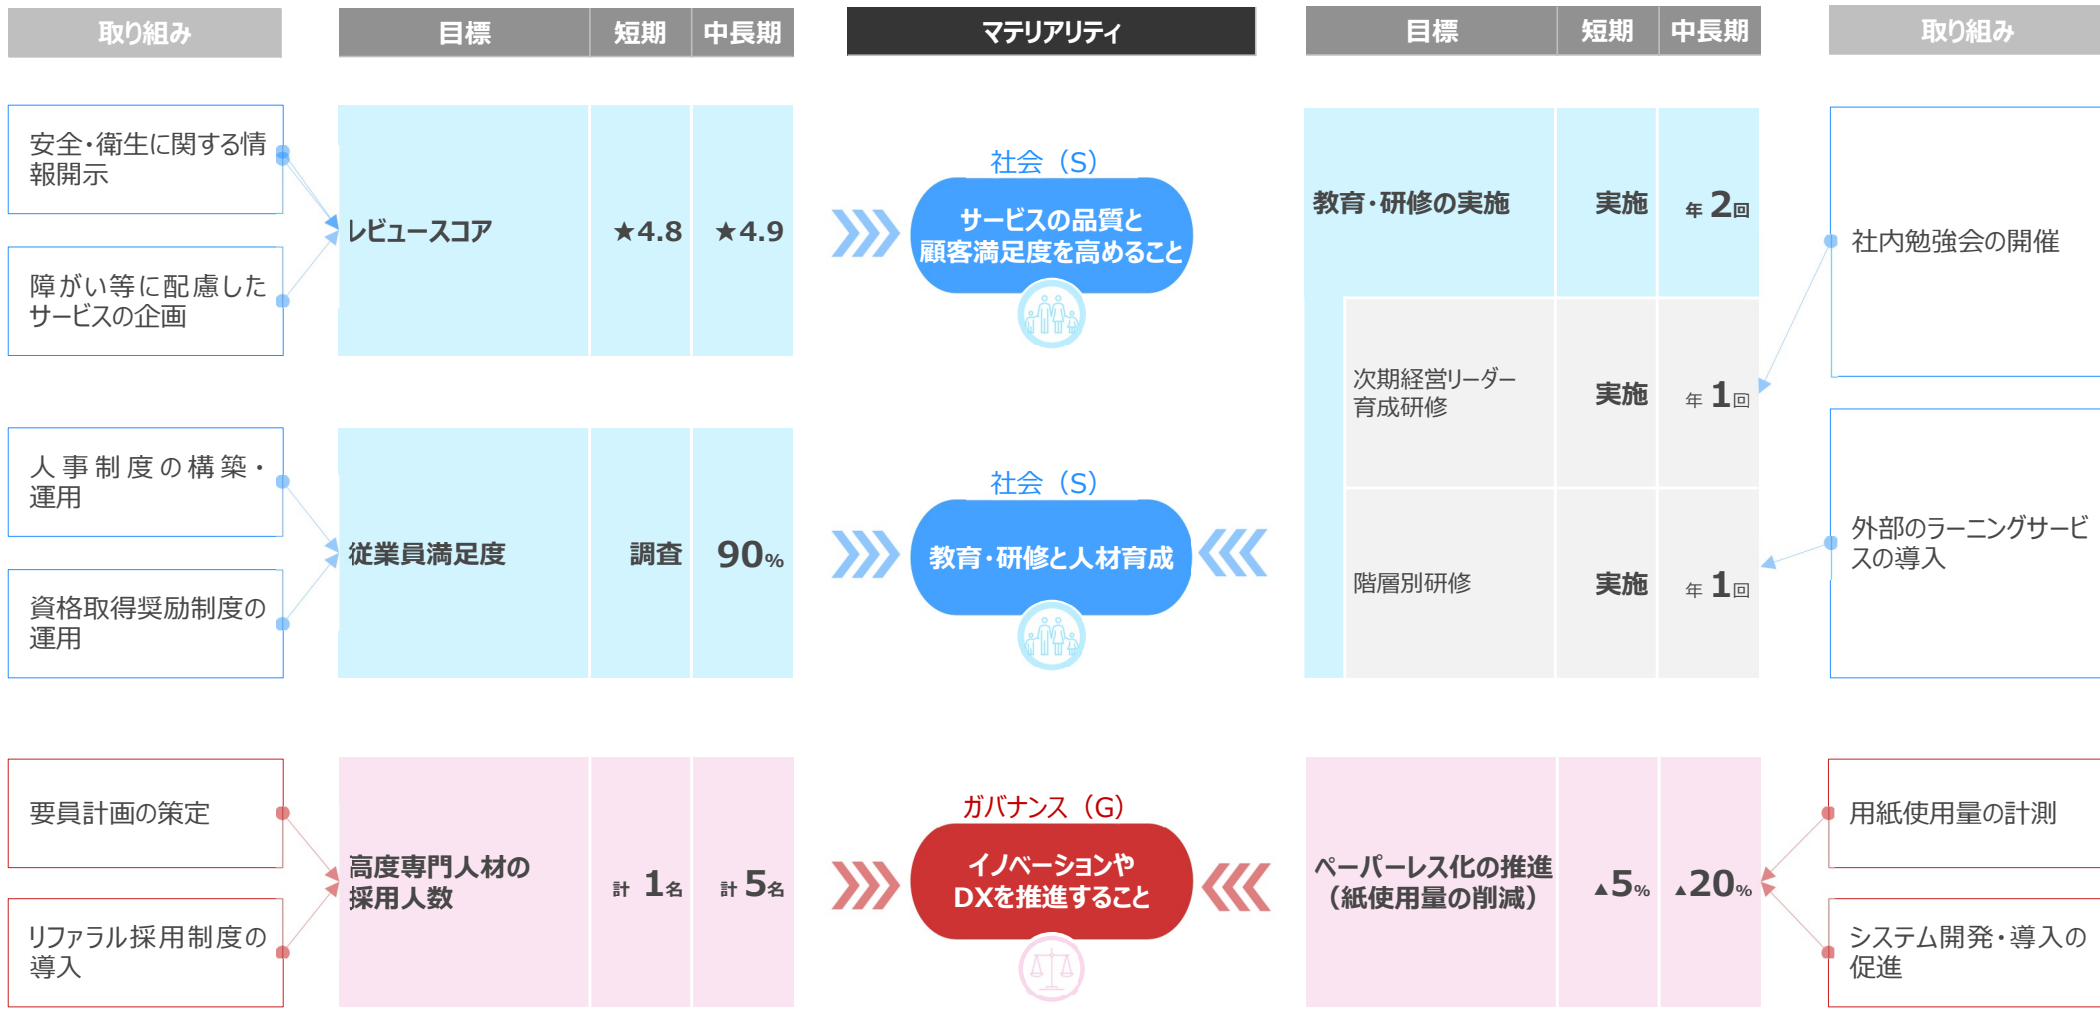 取り組み
目標 短期 中長期
マテリアリティ
目標 短期 中長期
取り組み
安全・衛生に関する情
報開示
障がい等に配慮した
サービスの企画
レビュースコア ★4.8 ★4.9
社会（S）
サービスの品質と
顧客満足度を高めること
教育・研修の実施 実施 年 2回
次期経営リーダー
育成研修
実施 年 1回
階層別研修 実施 年 1回
社内勉強会の開催
外部のラーニングサービ
スの導入
人事制度の構築・
運用
資格取得奨励制度の
運用
従業員満足度 調査 90%
社会（S）
教育・研修と人材育成
要員計画の策定
リファラル採用制度の
導入
高度専門人材の
採用人数
計 1名 計 5名
ガバナンス（G）
イノベーションや
DXを推進すること
ペーパーレス化の推進
（紙使用量の削減）
▲5% ▲20%
用紙使用量の計測
システム開発・導入の
促進